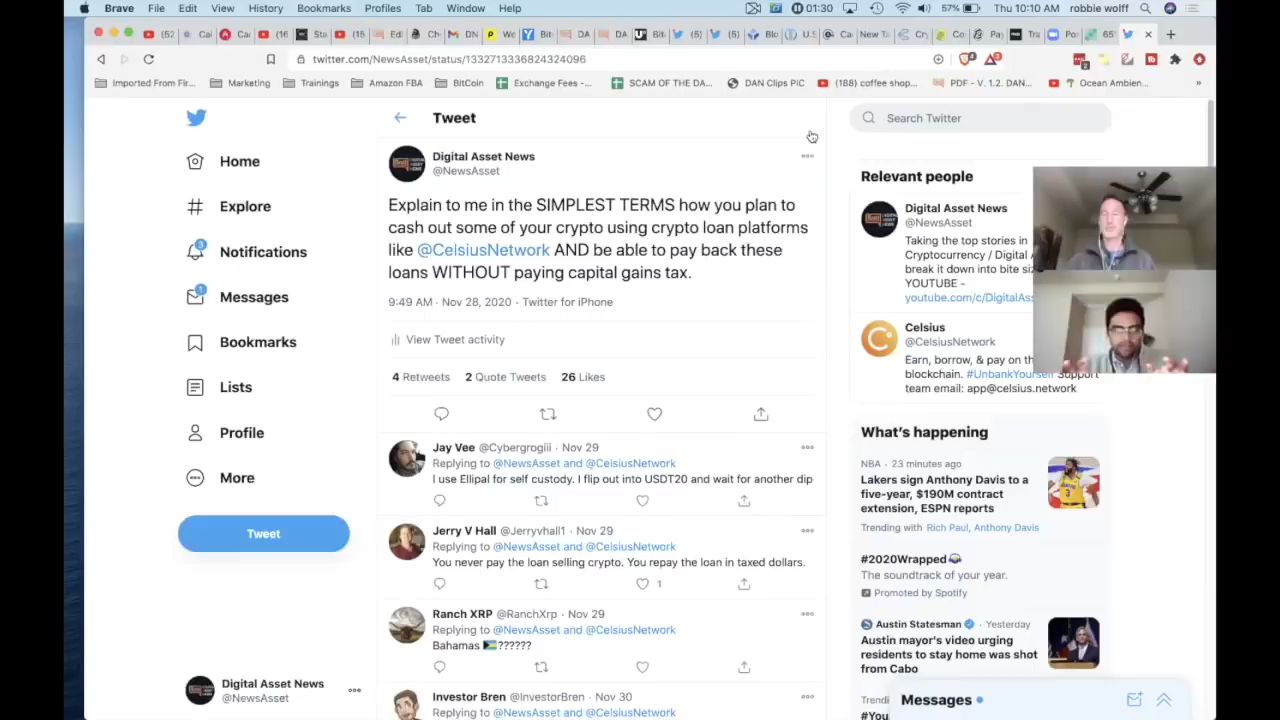 Brave File Edit View History Bookmarks Profiles Tab Window Help 01:30 57% Thu 10:10 AM robbie wolff
twitter.com/NewsAsset/status/1332713336824324096
Imported From Fir... Marketing Trainings Amazon FBA BitCoin Exchange Fees -... SCAM OF THE DA... DAN Clips PIC (188) coffee shop... PDF - V. 1.2. DAN... Ocean Ambien... »
Home
Explore
3
Notifications
1
Messages
Bookmarks
Lists
Profile
More
Tweet
Digital Asset News
@NewsAsset
Tweet
Digital Asset News
@NewsAsset
Explain to me in the SIMPLEST TERMS how you plan to
cash out some of your crypto using crypto loan platforms
like @CelsiusNetwork AND be able to pay back these
loans WITHOUT paying capital gains tax.
9:49 AM · Nov 28, 2020 · Twitter for iPhone
View Tweet activity
4 Retweets 2 Quote Tweets 26 Likes
Jay Vee @Cybergrogiii · Nov 29
Replying to @NewsAsset and @CelsiusNetwork
I use Ellipal for self custody. I flip out into USDT20 and wait for another dip
Jerry V Hall @Jerryvhall1 · Nov 29
Replying to @NewsAsset and @CelsiusNetwork
You never pay the loan selling crypto. You repay the loan in taxed dollars.
1
Ranch XRP @RanchXrp · Nov 29
Replying to @NewsAsset and @CelsiusNetwork
Bahamas 🇧🇸??????
Investor Bren @InvestorBren · Nov 30
Replying to @NewsAsset and @CelsiusNetwork
Search Twitter
Relevant people
Digital Asset News
@NewsAsset
Taking the top stories in
Cryptocurrency / Digital
break it down into bite
YOUTUBE -
youtube.com/c/DigitalAs
Celsius
@CelsiusNetwork
Earn, borrow, & pay on th
blockchain. #UnbankYourself Support
team email: app@celsius.network
What's happening
NBA · 23 minutes ago
Lakers sign Anthony Davis to a
five-year, $190M contract
extension, ESPN reports
Trending with Rich Paul, Anthony Davis
#2020Wrapped
The soundtrack of your year.
Promoted by Spotify
Austin Statesman · Yesterday
Austin mayor's video urging
residents to stay home was shot
from Cabo
Trendi
#You
Messages